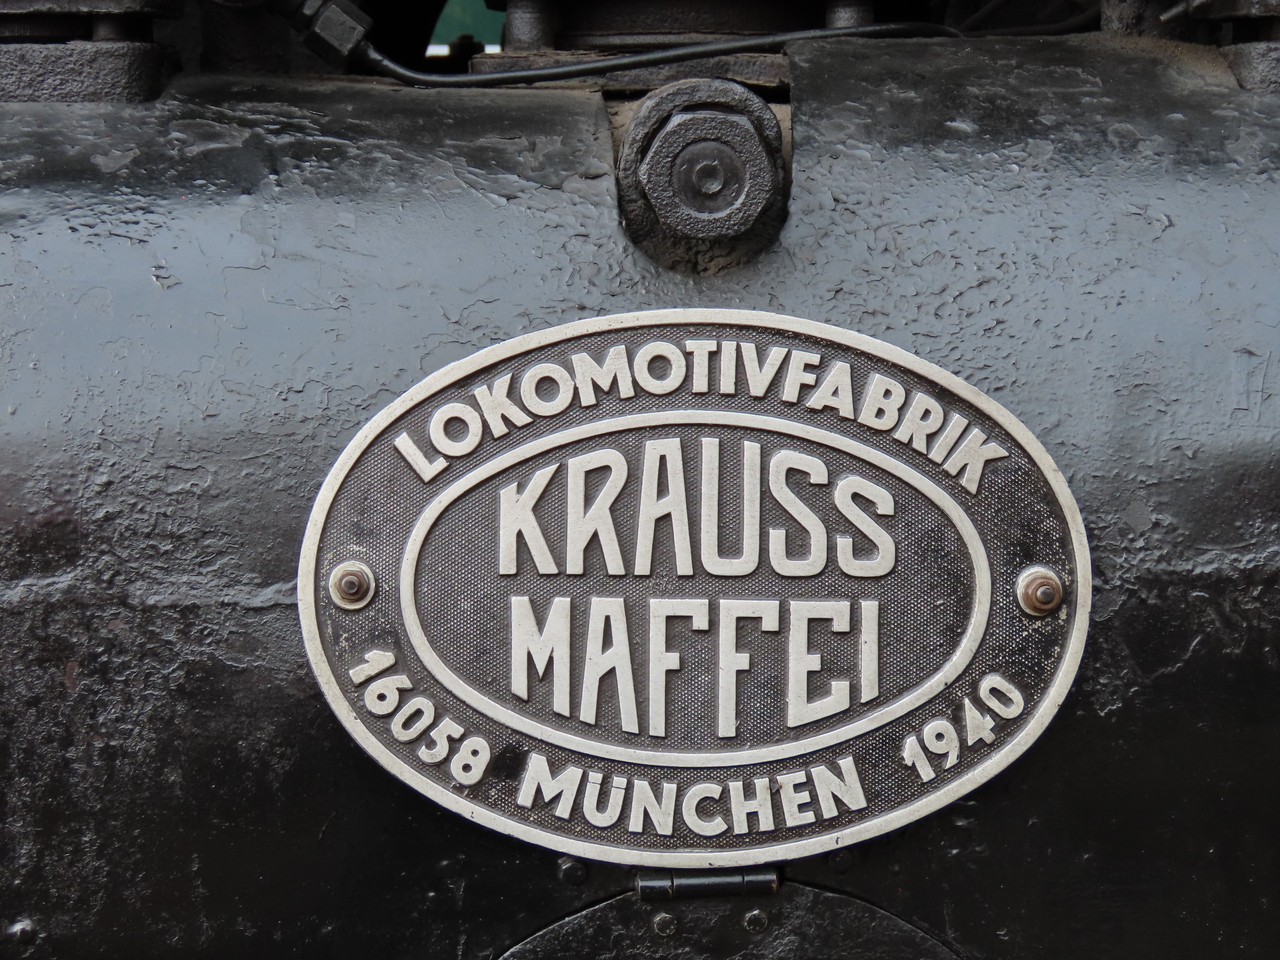 LOKOMOTIVFABRIK
KRAUSS
MAFFEI
16058 MÜNCHEN 1940